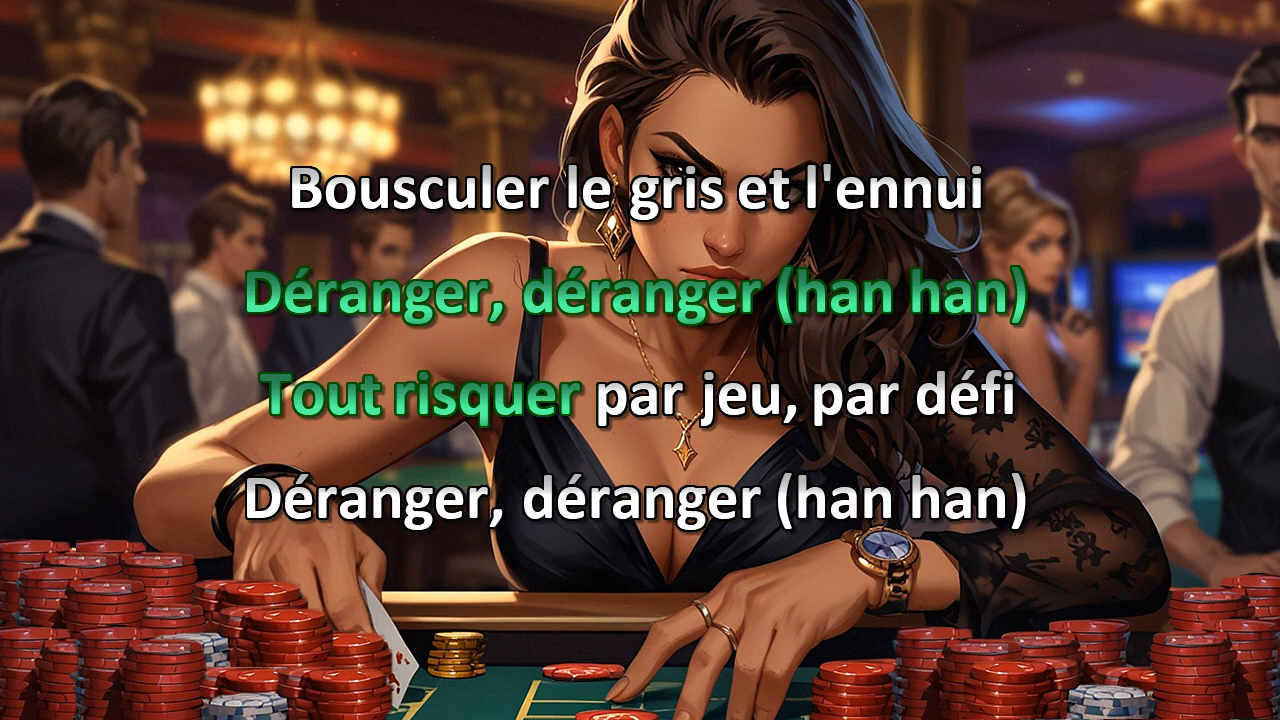 Bousculer le gris et l'ennui
Déranger, déranger (han han)
Tout risquer par jeu, par défi
Déranger, déranger (han han)